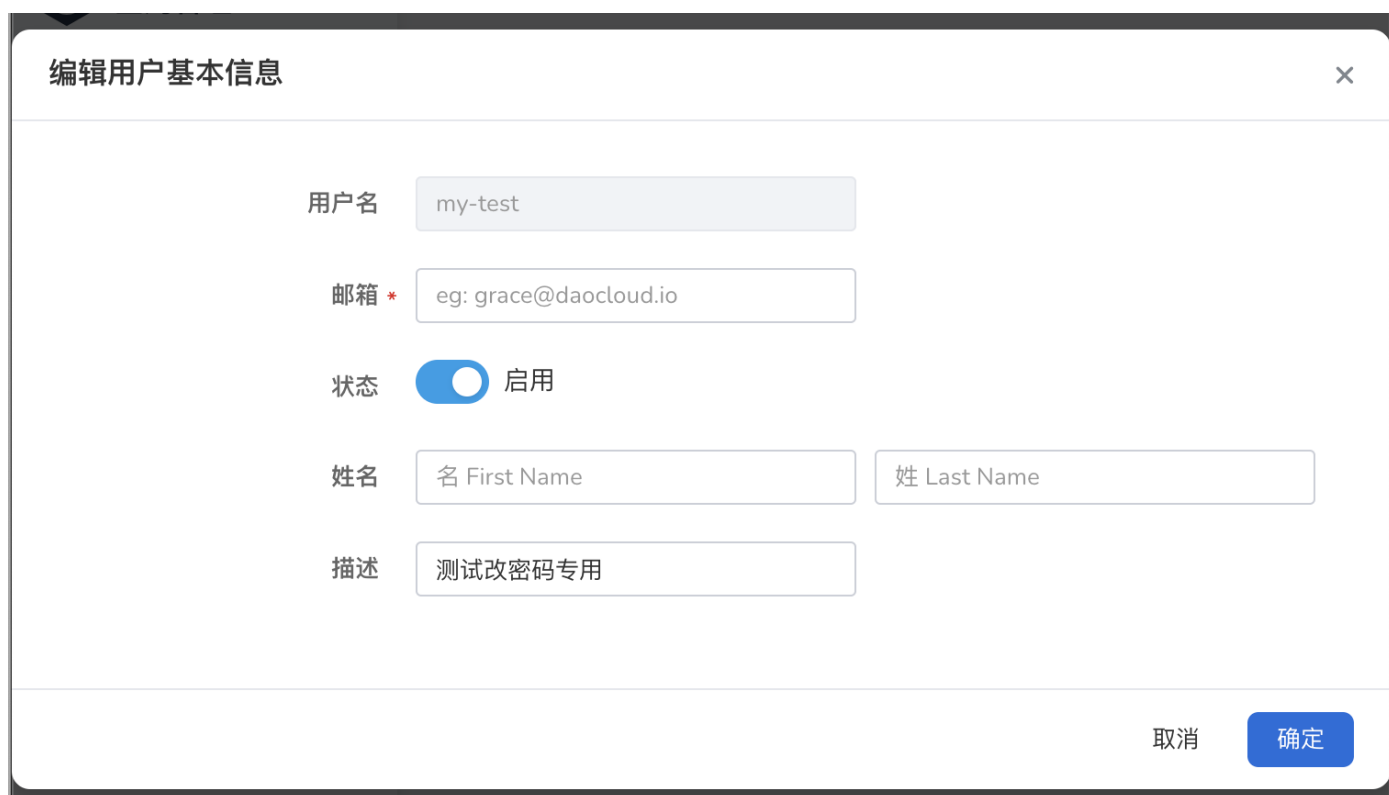 编辑用户基本信息
用户名 my-test
邮箱 * eg: grace@daocloud.io
状态 启用
姓名 名 First Name 姓 Last Name
描述 测试改密码专用
取消 确定